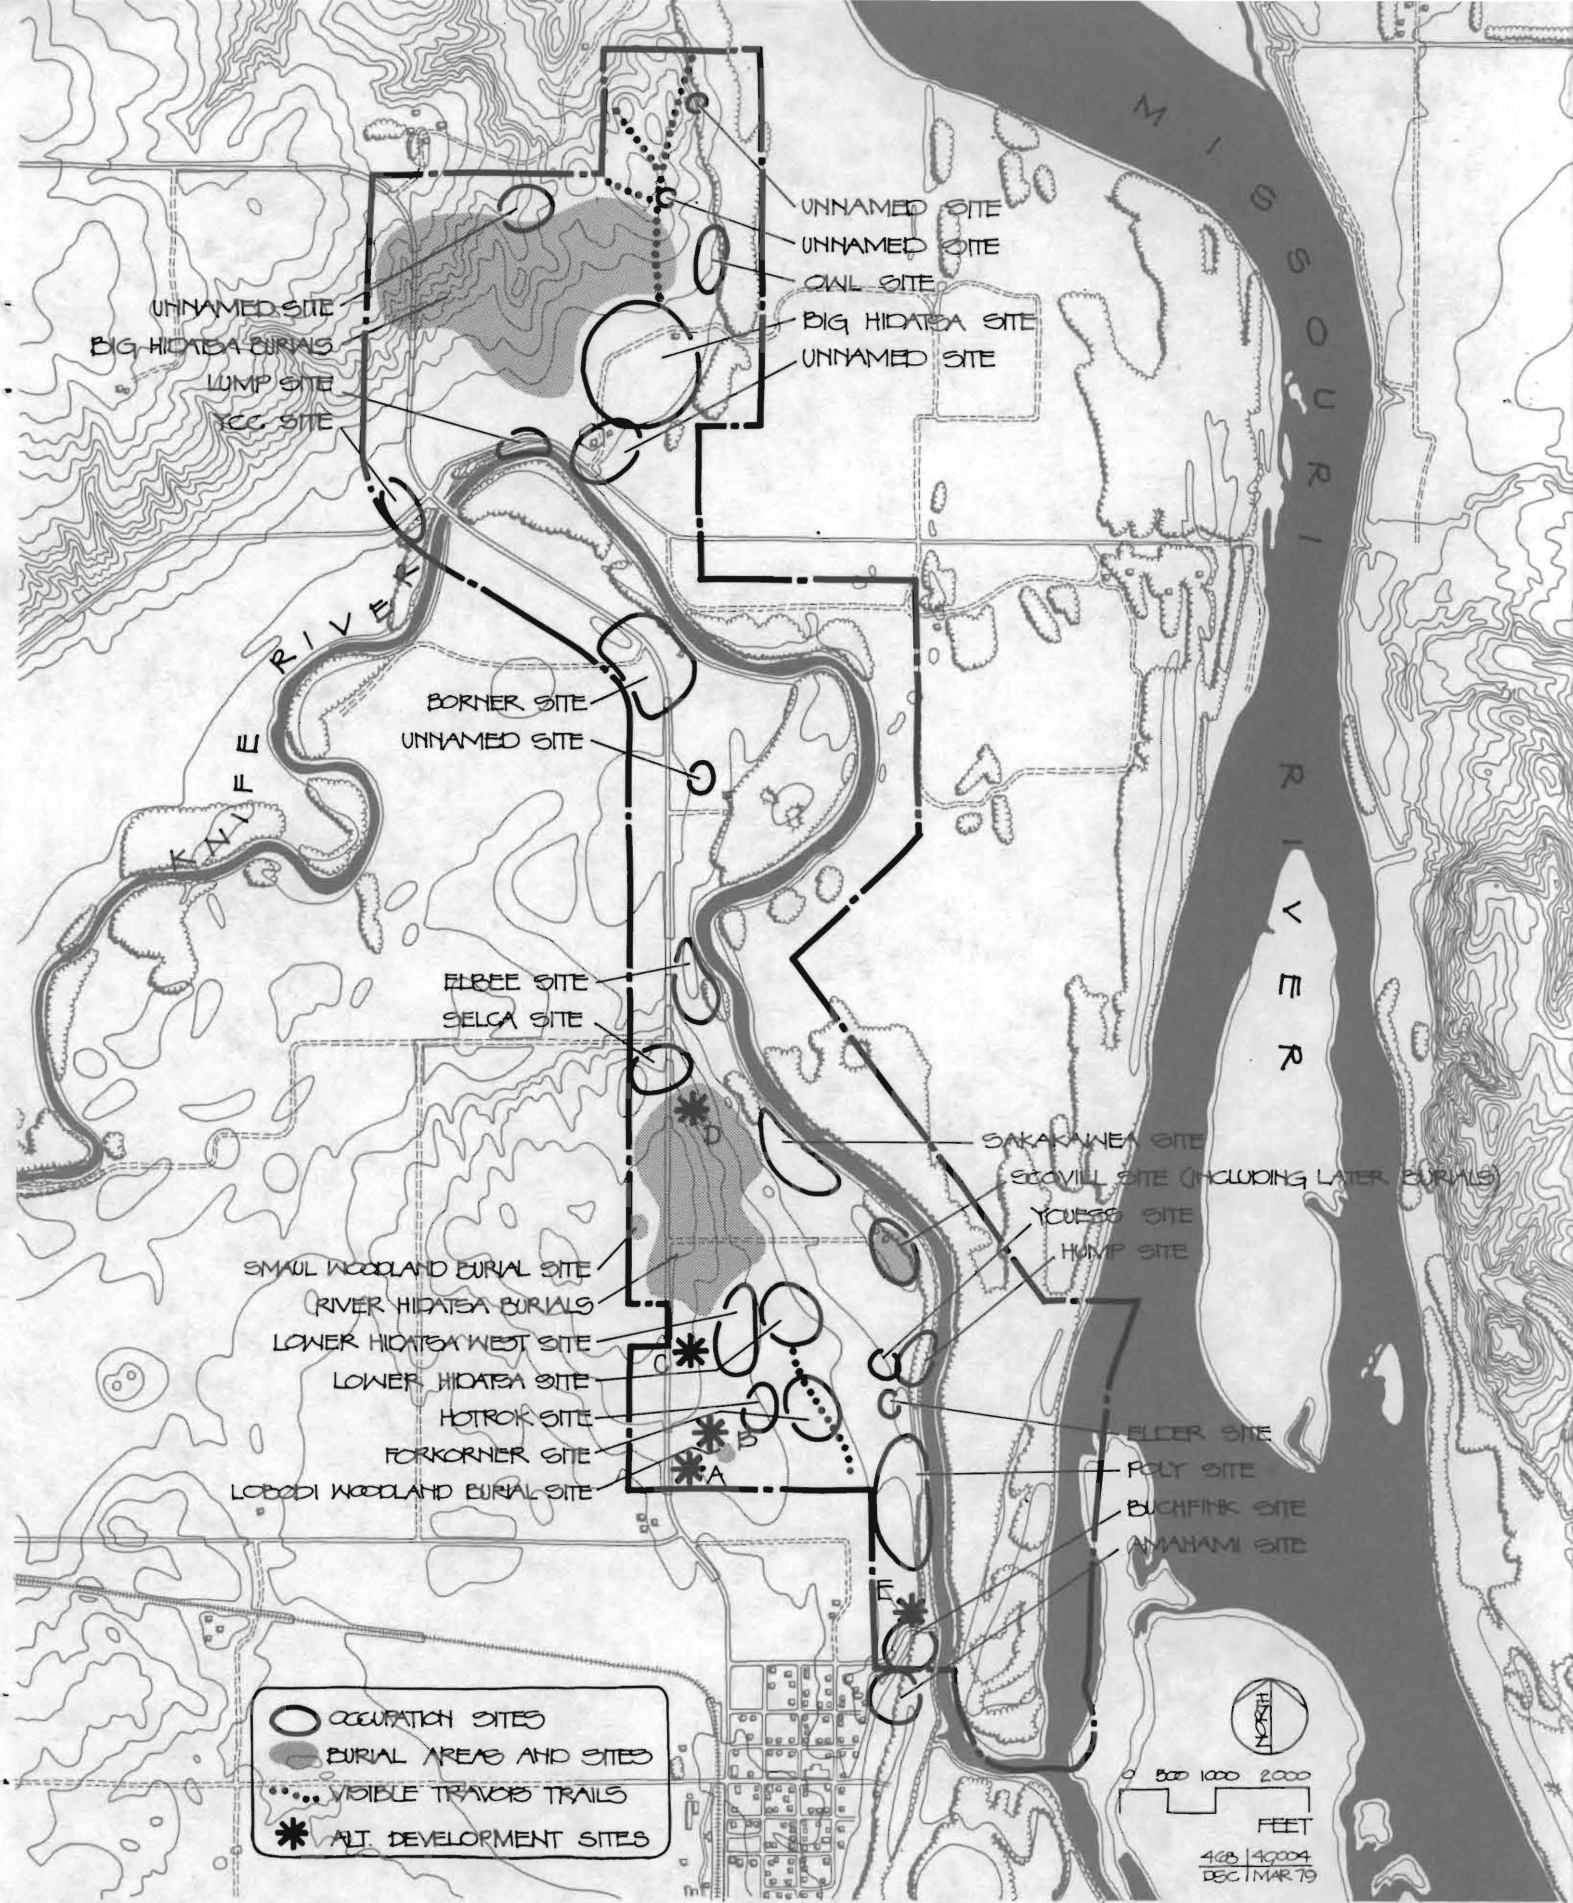 MISSOURI RIVER
UNNAMED SITE
UNNAMED SITE
OWL SITE
BIG HIDATSA SITE
UNNAMED SITE
UNNAMED SITE
BIG HIDATSA BURIALS
LUMP SITE
YCC SITE
KNIFE RIVER
BORNER SITE
UNNAMED SITE
ELBEE SITE
SELCA SITE
D
SAKAKAWEA SITE
SCOVILL SITE (INCLUDING LATER BURIALS)
YOUESS SITE
HUMP SITE
SMAUL WOODLAND BURIAL SITE
RIVER HIDATSA BURIALS
LOWER HIDATSA WEST SITE
C
LOWER HIDATSA SITE
HOTROK SITE
FORKORNER SITE
LOBODI WOODLAND BURIAL SITE
B
A
ELDER SITE
POLY SITE
BUCHFINK SITE
AMAHAMI SITE
E
OCCUPATION SITES
BURIAL AREAS AND SITES
VISIBLE TRAVOIS TRAILS
ALT. DEVELOPMENT SITES
NORTH
0 500 1000 2000
FEET
468 | 49004
DSC | MAR 79